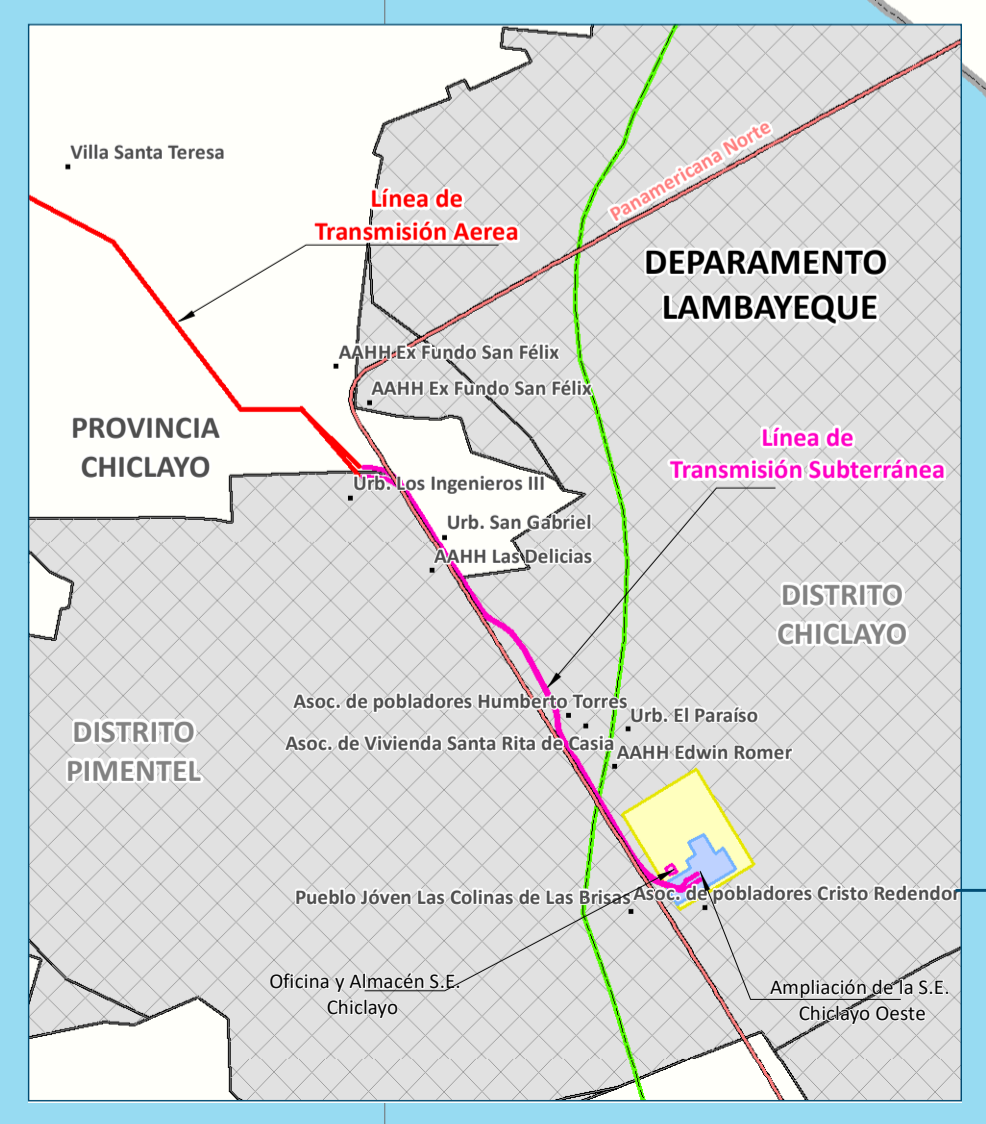 Villa Santa Teresa
Panamericana Norte
Línea de
Transmisión Aerea
DEPARAMENTO
LAMBAYEQUE
AAHH Ex Fundo San Félix
AAHH Ex Fundo San Félix
PROVINCIA
CHICLAYO
Línea de
Transmisión Subterránea
Urb. Los Ingenieros III
Urb. San Gabriel
AAHH Las Delicias
DISTRITO
CHICLAYO
Asoc. de pobladores Humberto Torres
Urb. El Paraíso
DISTRITO
PIMENTEL
Asoc. de Vivienda Santa Rita de Casia
AAHH Edwin Romer
Pueblo Jóven Las Colinas de Las Brisas
Asoc. de pobladores Cristo Redendor
Oficina y Almacén S.E.
Chiclayo
Ampliación de la S.E.
Chiclayo Oeste